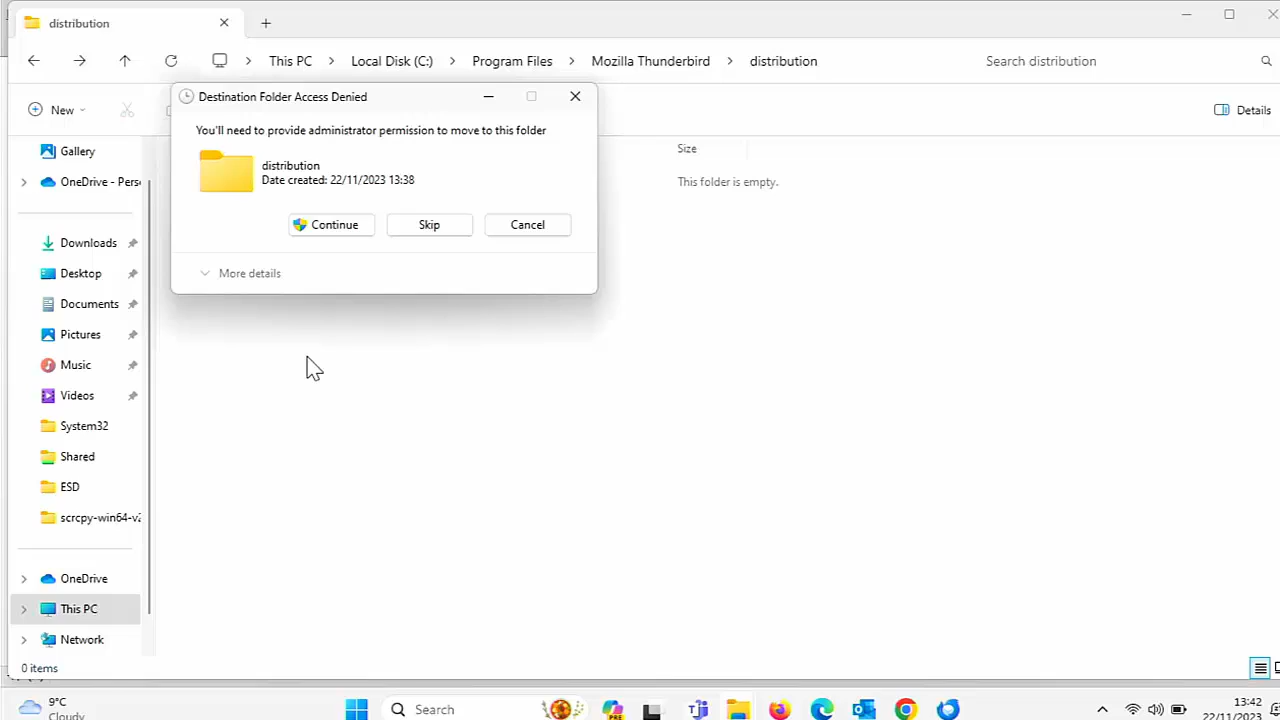 distribution
This PC
Local Disk (C:)
Program Files
Mozilla Thunderbird
distribution
Search distribution
New
Details
Destination Folder Access Denied
You'll need to provide administrator permission to move to this folder
distribution
Date created: 22/11/2023 13:38
Continue
Skip
Cancel
More details
Size
This folder is empty.
Gallery
OneDrive - Pers
Downloads
Desktop
Documents
Pictures
Music
Videos
System32
Shared
ESD
scrcpy-win64-v2
OneDrive
This PC
Network
0 items
9°C
Cloudy
Search
PRE
13:42
22/11/2023